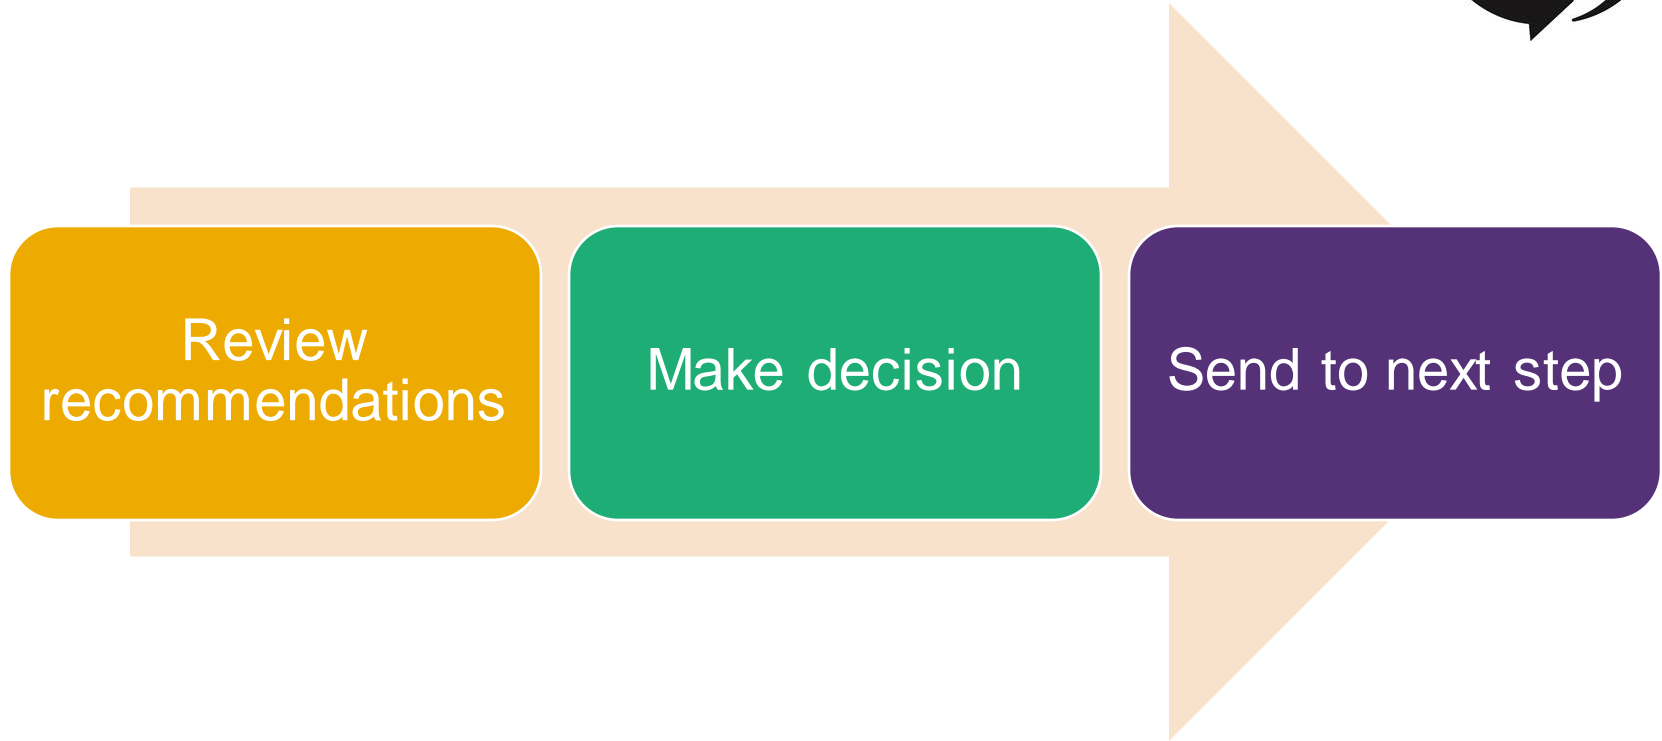 Review
recommendations
Make decision
Send to next step